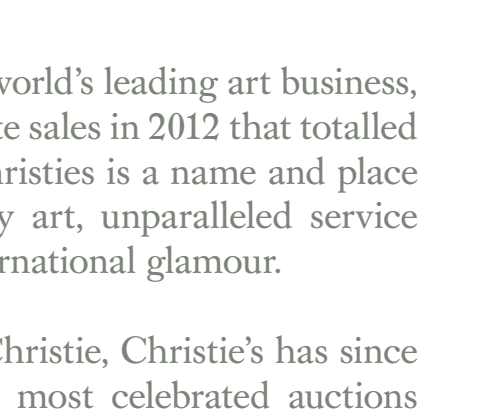 world’s leading art business,
te sales in 2012 that totalled
hristies is a name and place
y art, unparalleled service
rnational glamour.
Christie, Christie’s has since
most celebrated auctions